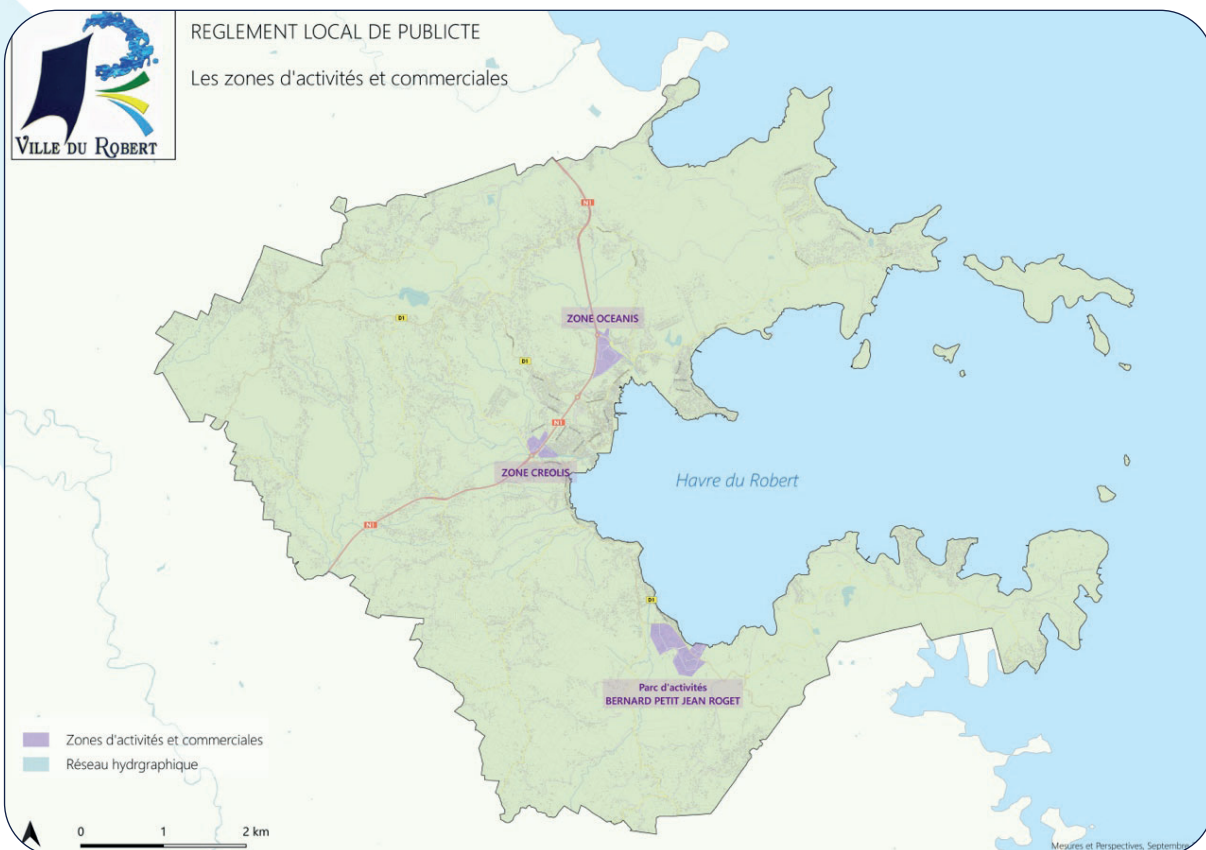 REGLEMENT LOCAL DE PUBLICTE
Les zones d'activités et commerciales
VILLE DU ROBERT
N1
ZONE OCEANIS
D1
D1
N1
ZONE CREOLIS
Havre du Robert
N1
D1
Parc d'activités
BERNARD PETIT JEAN ROGET
Zones d'activités et commerciales
Réseau hydrgraphique
0 1 2 km
Mesures et Perspectives, Septembre